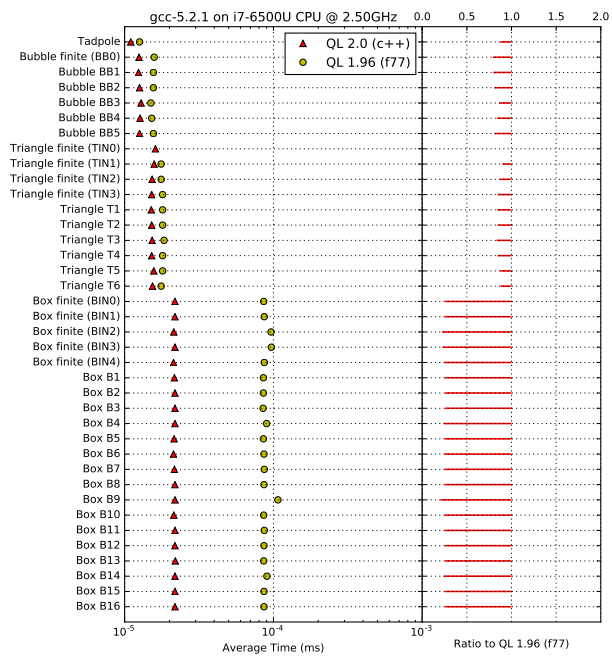 gcc-5.2.1 on i7-6500U CPU @ 2.50GHz
0.0 0.5 1.0 1.5 2.0
QL 2.0 (c++)
QL 1.96 (f77)
Tadpole
Bubble finite (BB0)
Bubble BB1
Bubble BB2
Bubble BB3
Bubble BB4
Bubble BB5
Triangle finite (TIN0)
Triangle finite (TIN1)
Triangle finite (TIN2)
Triangle finite (TIN3)
Triangle T1
Triangle T2
Triangle T3
Triangle T4
Triangle T5
Triangle T6
Box finite (BIN0)
Box finite (BIN1)
Box finite (BIN2)
Box finite (BIN3)
Box finite (BIN4)
Box B1
Box B2
Box B3
Box B4
Box B5
Box B6
Box B7
Box B8
Box B9
Box B10
Box B11
Box B12
Box B13
Box B14
Box B15
Box B16
10⁻⁵ 10⁻⁴ 10⁻³
Average Time (ms)
Ratio to QL 1.96 (f77)